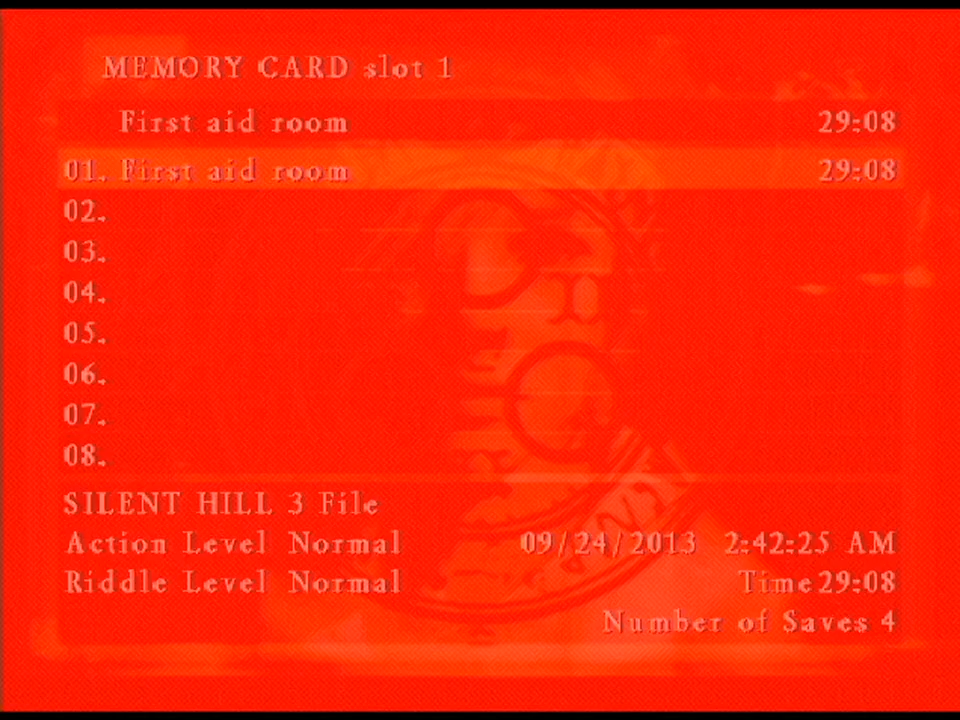 MEMORY CARD slot 1
First aid room 29:08
01. First aid room 29:08
02.
03.
04.
05.
06.
07.
08.
SILENT HILL 3 File
Action Level Normal 09/24/2013 2:42:25 AM
Riddle Level Normal Time 29:08
Number of Saves 4